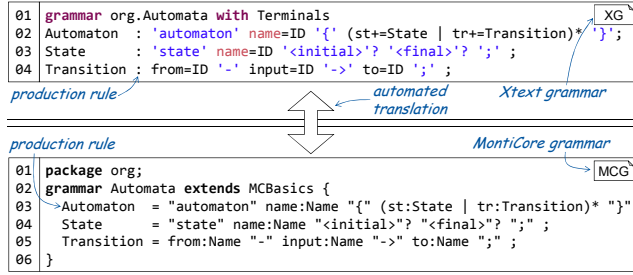 XG
01 grammar org.Automata with Terminals
02 Automaton : 'automaton' name=ID '{' (st+=State | tr+=Transition)* '}';
03 State : 'state' name=ID '<initial>'? '<final>'? ';' ;
04 Transition : from=ID '-' input=ID '->' to=ID ';' ;
production rule
automated translation
Xtext grammar
production rule
MontiCore grammar
MCG
01 package org;
02 grammar Automata extends MCBasics {
03 Automaton = "automaton" name:Name "{" (st:State | tr:Transition)* "}"
04 State = "state" name:Name "<initial>"? "<final>"? ";" ;
05 Transition = from:Name "-" input:Name "->" to:Name ";" ;
06 }